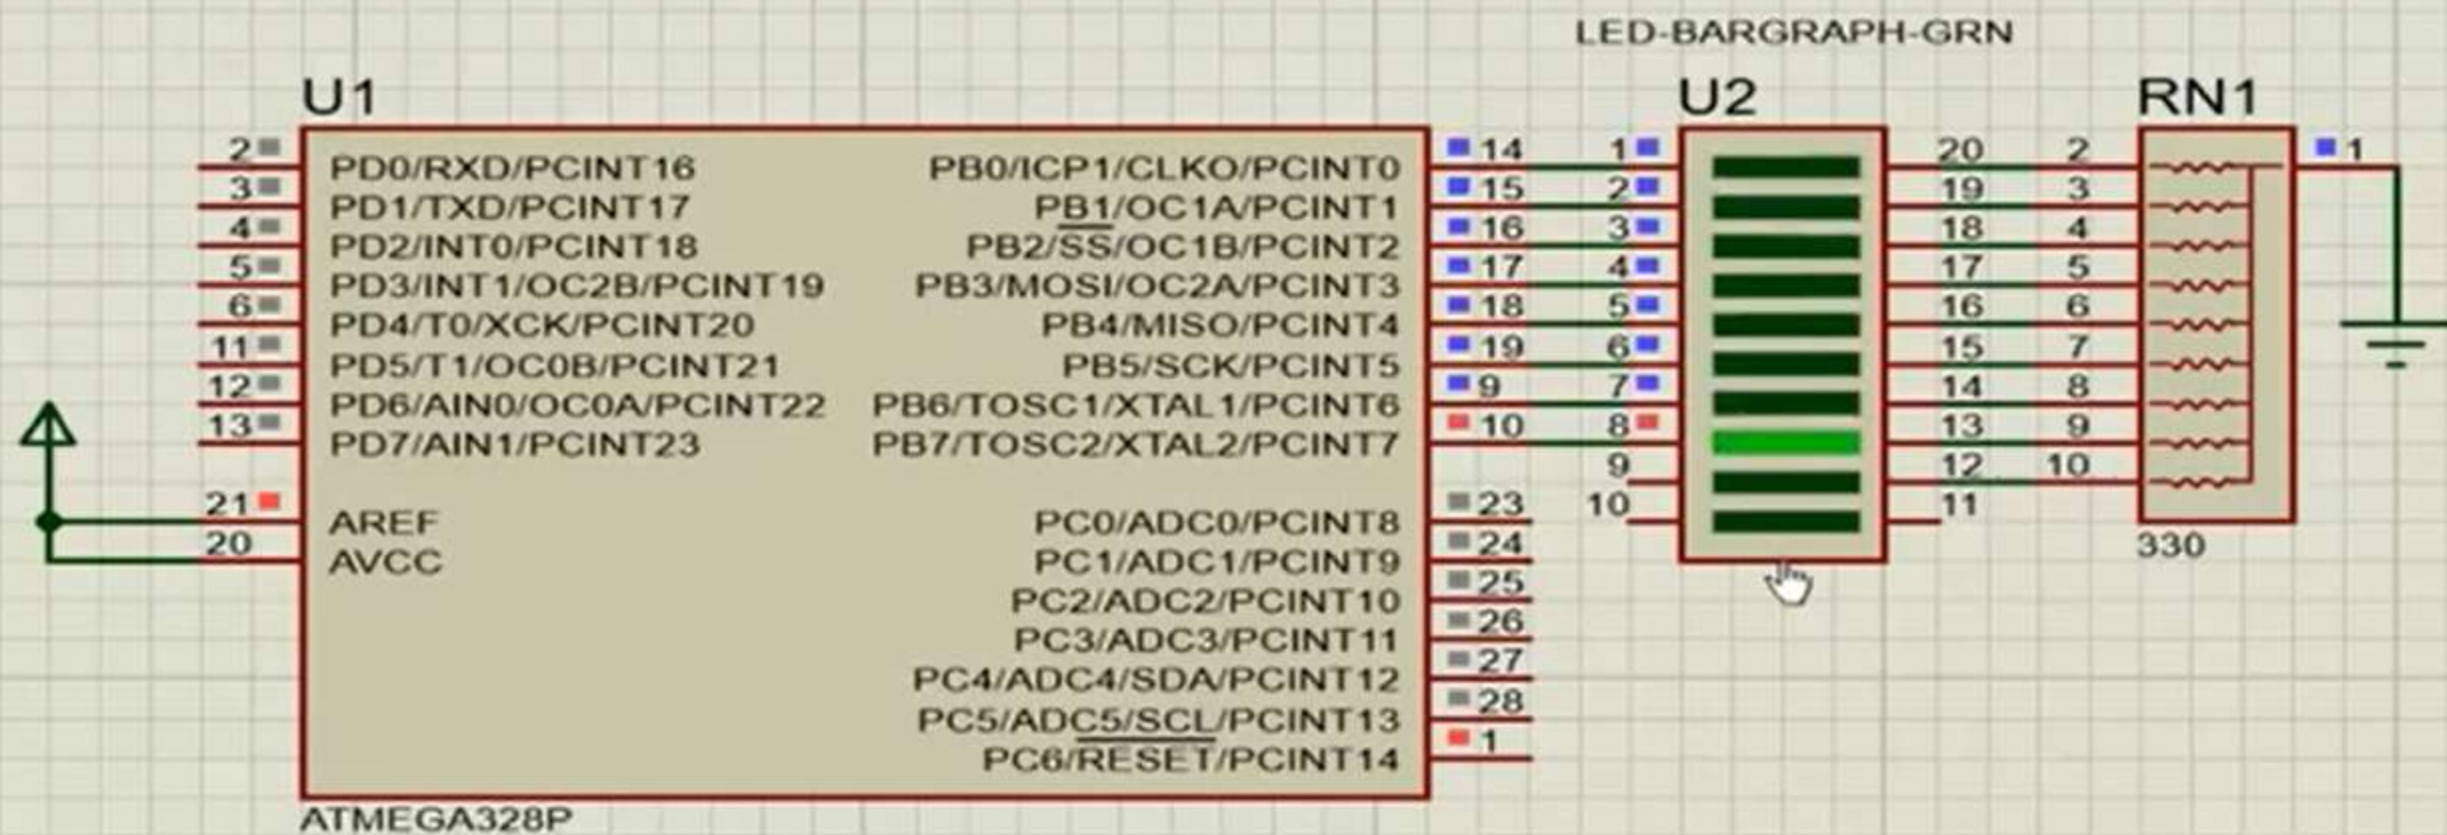 LED-BARGRAPH-GRN
U1
U2
RN1
2 PD0/RXD/PCINT16 PB0/ICP1/CLKO/PCINT0 14 1 20 2 1
3 PD1/TXD/PCINT17 PB1/OC1A/PCINT1 15 2 19 3
4 PD2/INT0/PCINT18 PB2/SS/OC1B/PCINT2 16 3 18 4
5 PD3/INT1/OC2B/PCINT19 PB3/MOSI/OC2A/PCINT3 17 4 17 5
6 PD4/T0/XCK/PCINT20 PB4/MISO/PCINT4 18 5 16 6
11 PD5/T1/OC0B/PCINT21 PB5/SCK/PCINT5 19 6 15 7
12 PD6/AIN0/OC0A/PCINT22 PB6/TOSC1/XTAL1/PCINT6 9 7 14 8
13 PD7/AIN1/PCINT23 PB7/TOSC2/XTAL2/PCINT7 10 8 13 9
9 12 10
21 AREF PC0/ADC0/PCINT8 23 10 11
20 AVCC PC1/ADC1/PCINT9 24 330
PC2/ADC2/PCINT10 25
PC3/ADC3/PCINT11 26
PC4/ADC4/SDA/PCINT12 27
PC5/ADC5/SCL/PCINT13 28
PC6/RESET/PCINT14 1
ATMEGA328P